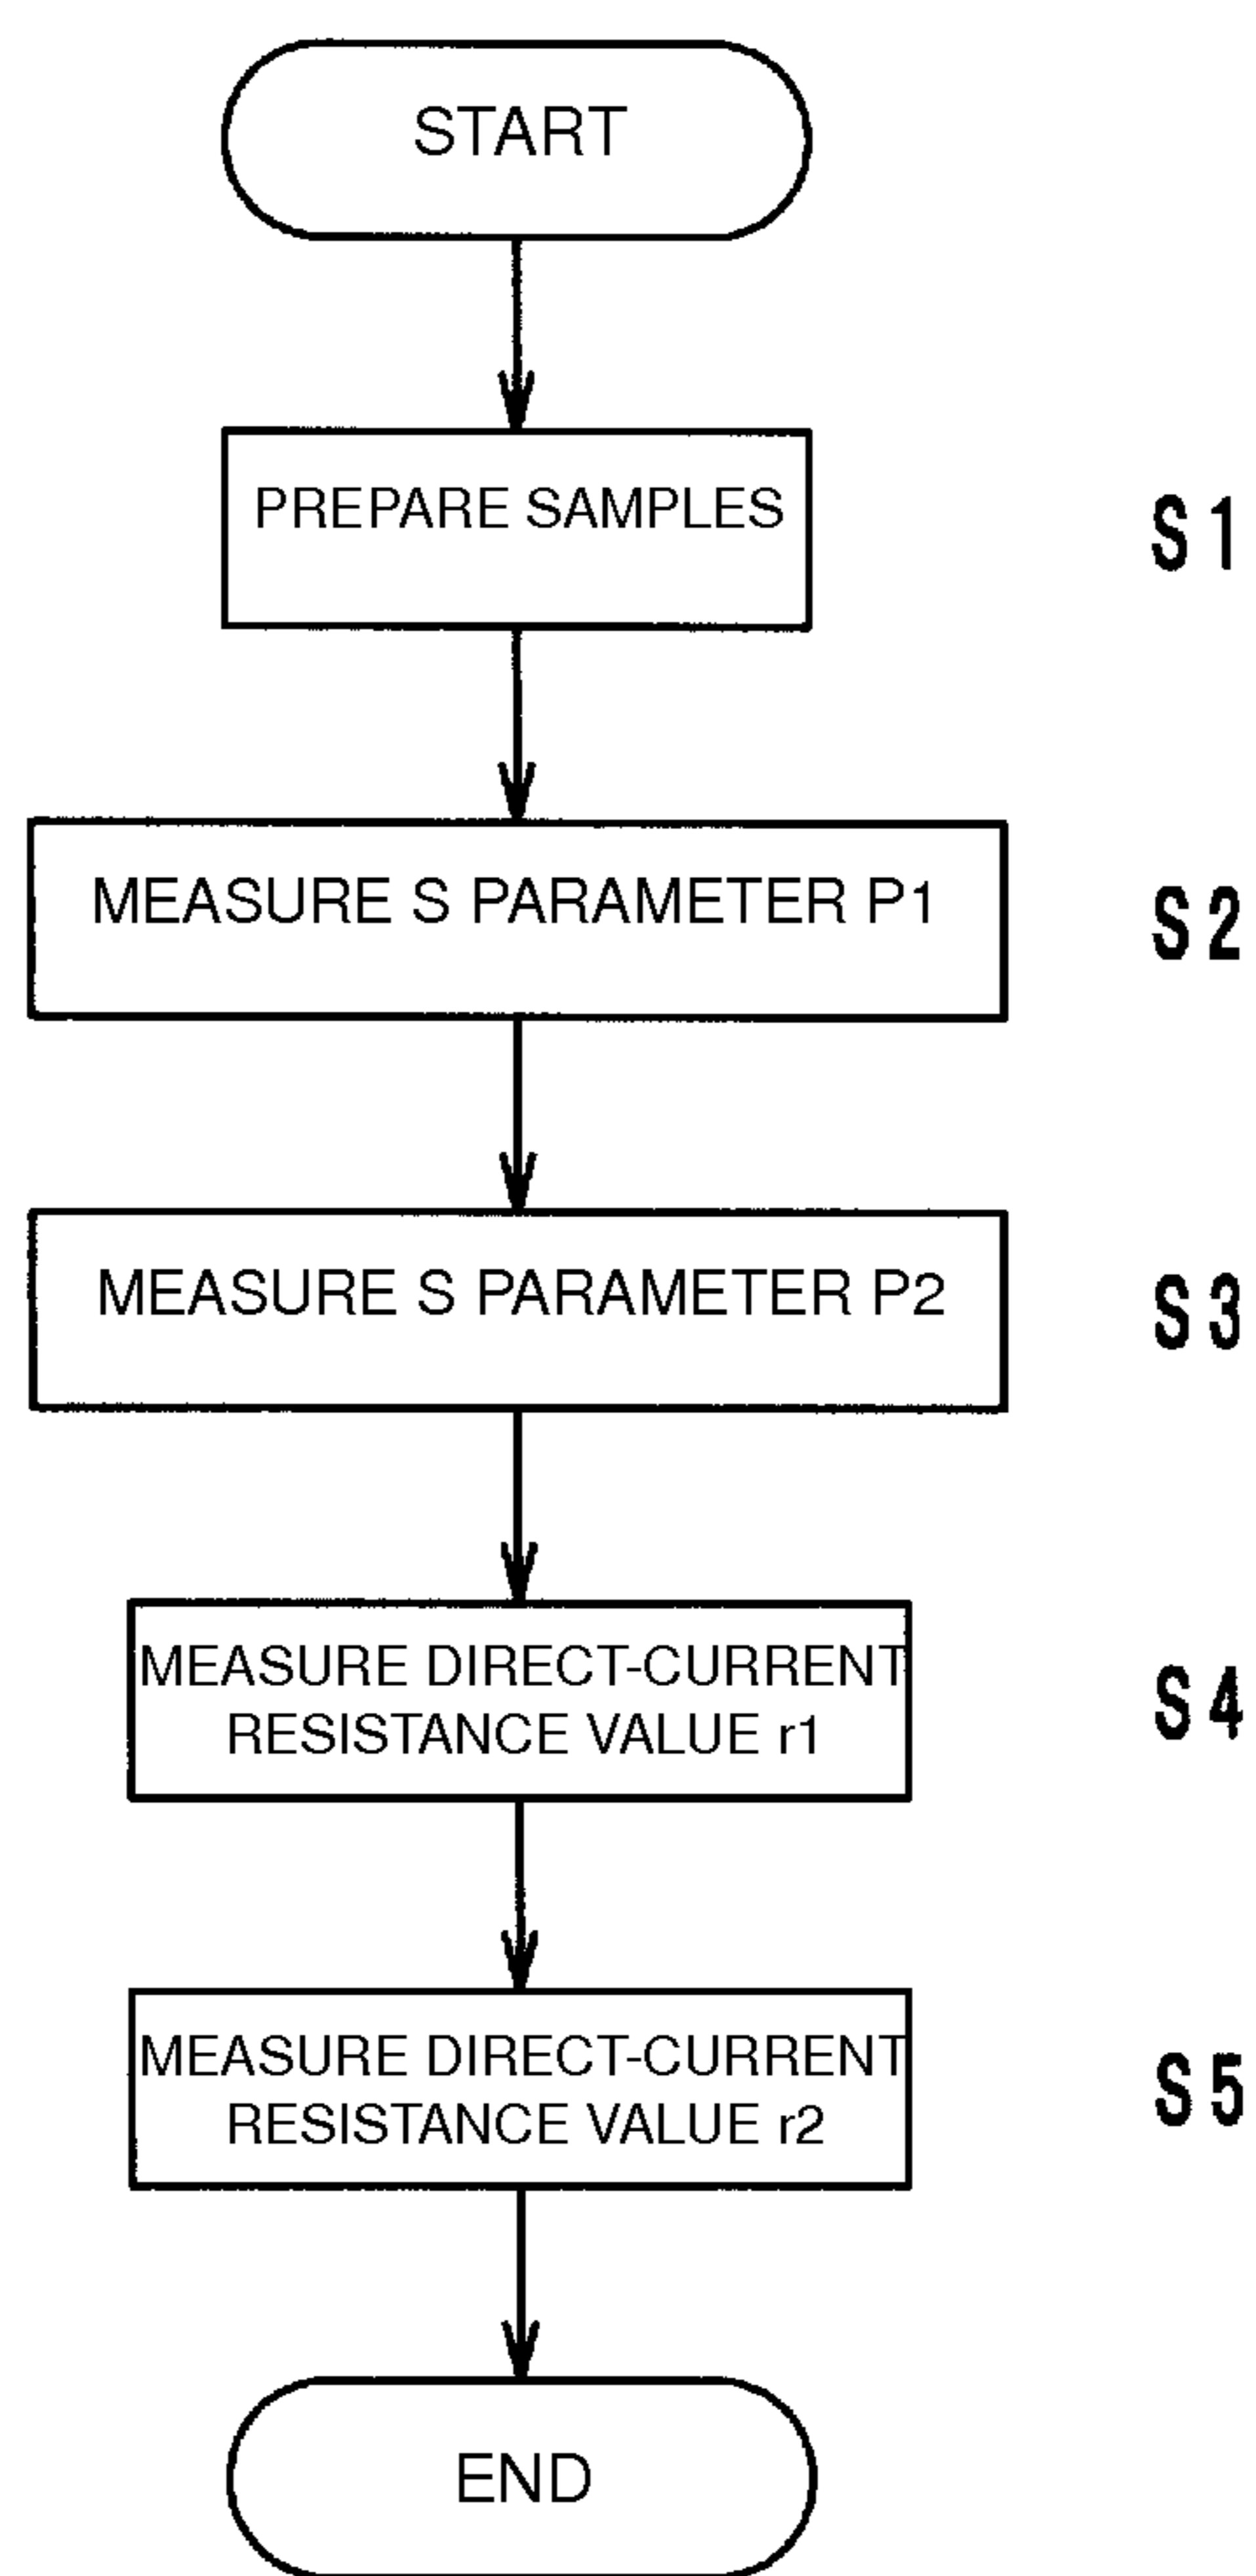 START
PREPARE SAMPLES
S1
MEASURE S PARAMETER P1
S2
MEASURE S PARAMETER P2
S3
MEASURE DIRECT-CURRENT
RESISTANCE VALUE r1
S4
MEASURE DIRECT-CURRENT
RESISTANCE VALUE r2
S5
END